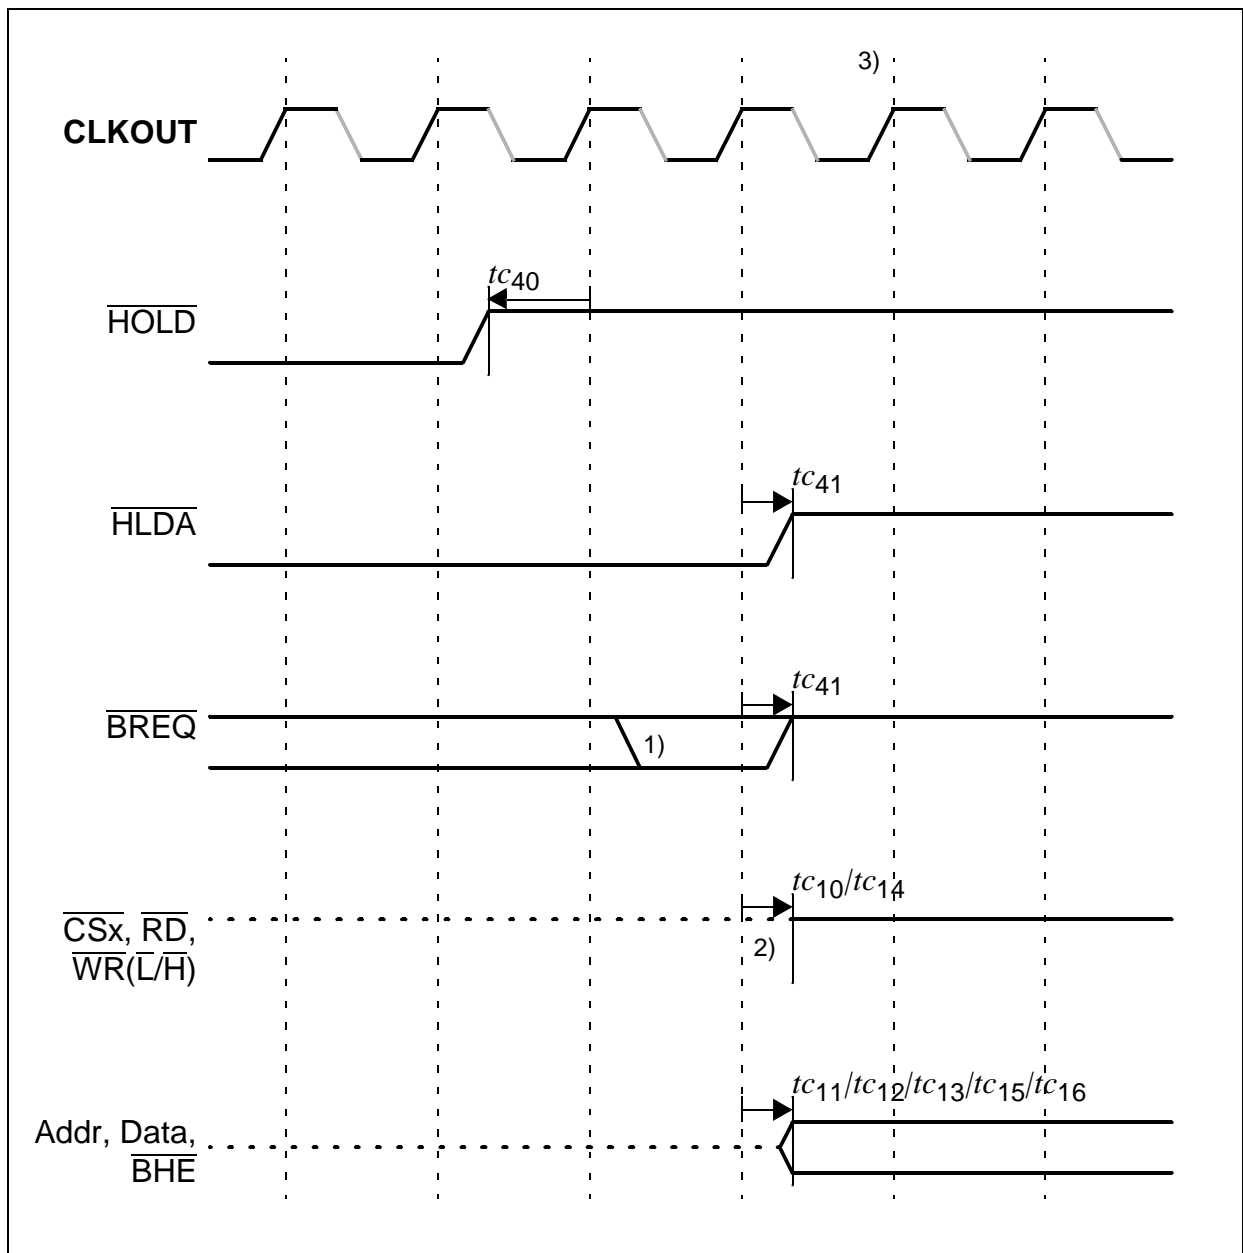 3)
CLKOUT
tc40
HOLD
tc41
HLDA
tc41
BREQ
1)
tc10/tc14
CSx, RD,
WR(L/H)
2)
tc11/tc12/tc13/tc15/tc16
Addr, Data,
BHE